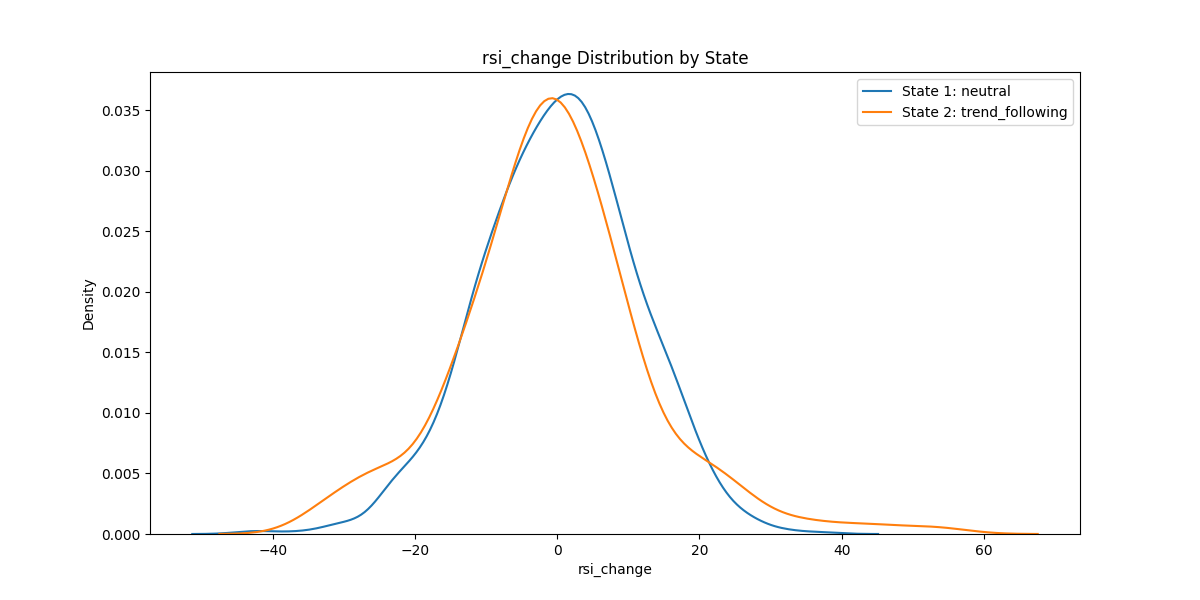 rsi_change Distribution by State
State 1: neutral
State 2: trend_following
Density
0.035
0.030
0.025
0.020
0.015
0.010
0.005
0.000
−40
−20
0
20
40
60
rsi_change